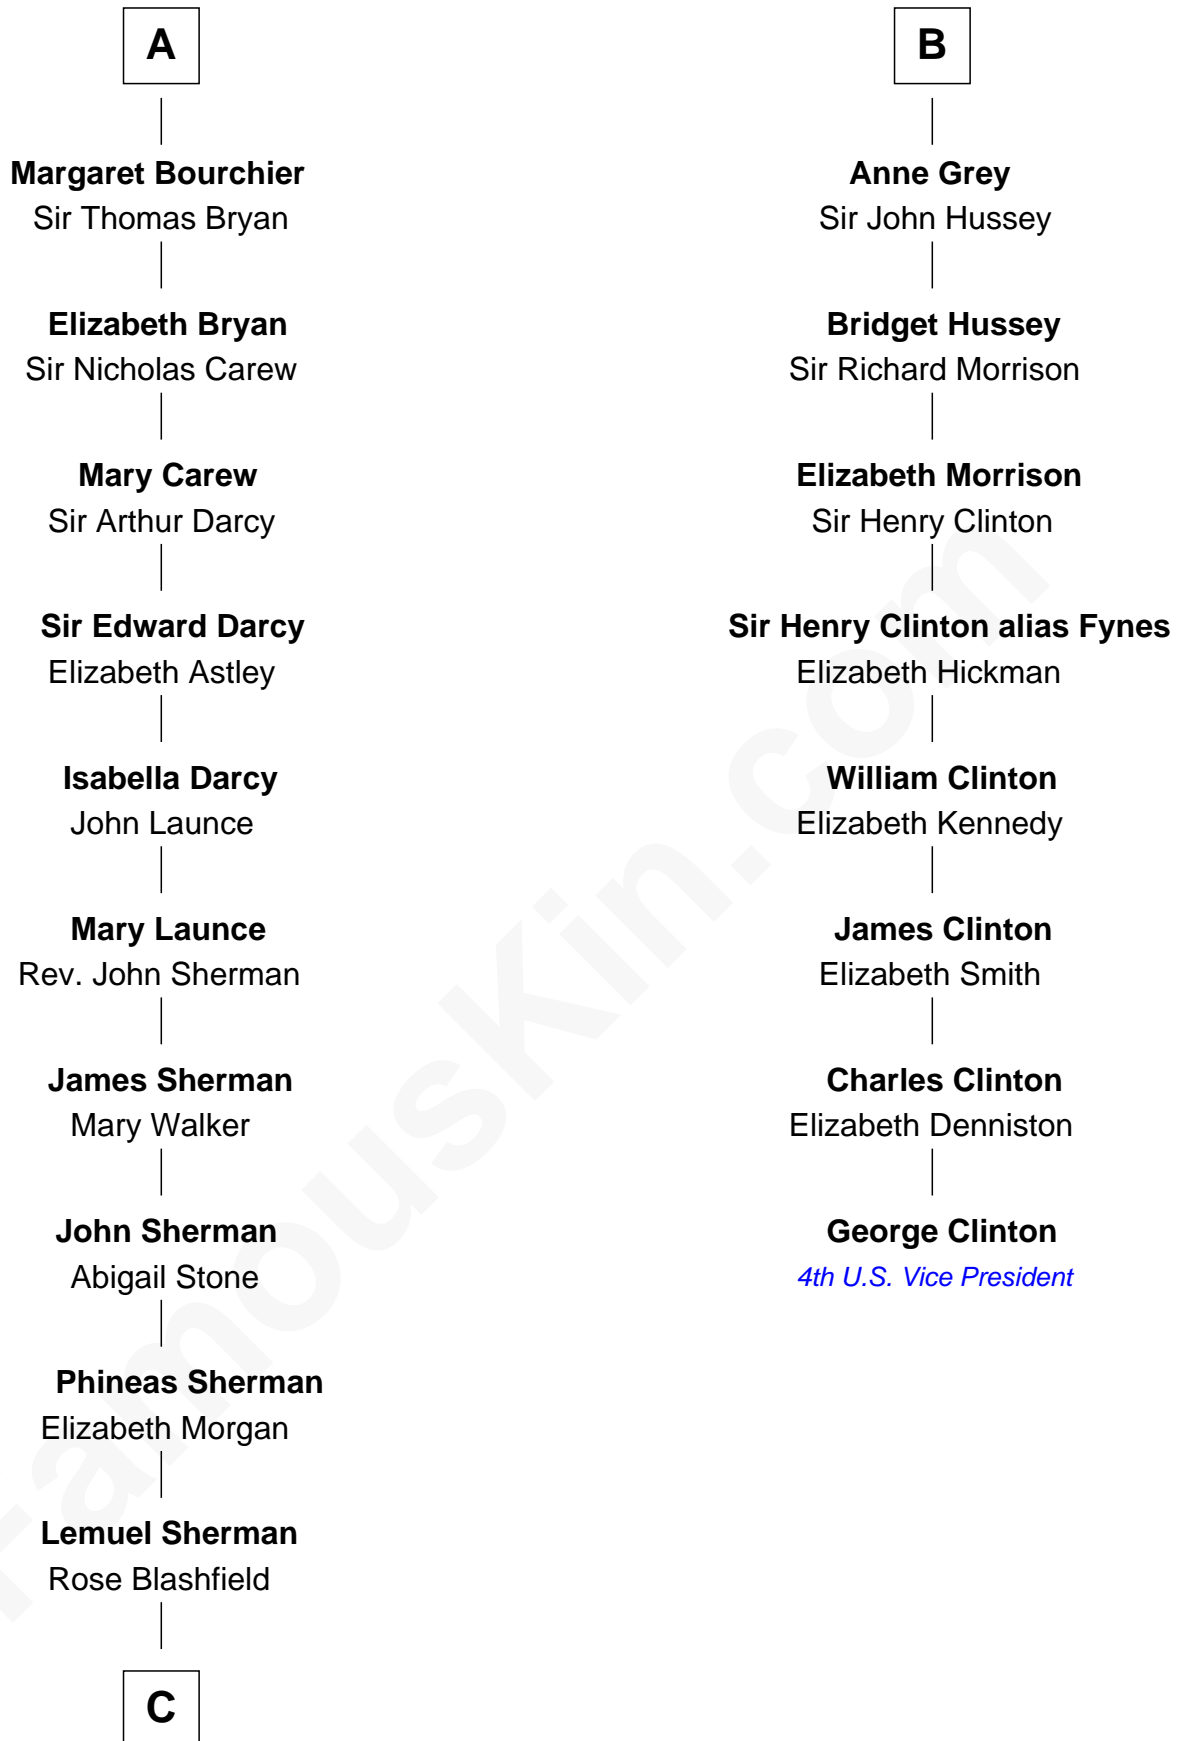 A
Margaret Bourchier
Sir Thomas Bryan
Elizabeth Bryan
Sir Nicholas Carew
Mary Carew
Sir Arthur Darcy
Sir Edward Darcy
Elizabeth Astley
Isabella Darcy
John Launce
Mary Launce
Rev. John Sherman
James Sherman
Mary Walker
John Sherman
Abigail Stone
Phineas Sherman
Elizabeth Morgan
Lemuel Sherman
Rose Blashfield
C
B
Anne Grey
Sir John Hussey
Bridget Hussey
Sir Richard Morrison
Elizabeth Morrison
Sir Henry Clinton
Sir Henry Clinton alias Fynes
Elizabeth Hickman
William Clinton
Elizabeth Kennedy
James Clinton
Elizabeth Smith
Charles Clinton
Elizabeth Denniston
George Clinton
4th U.S. Vice President
FamousKin.com